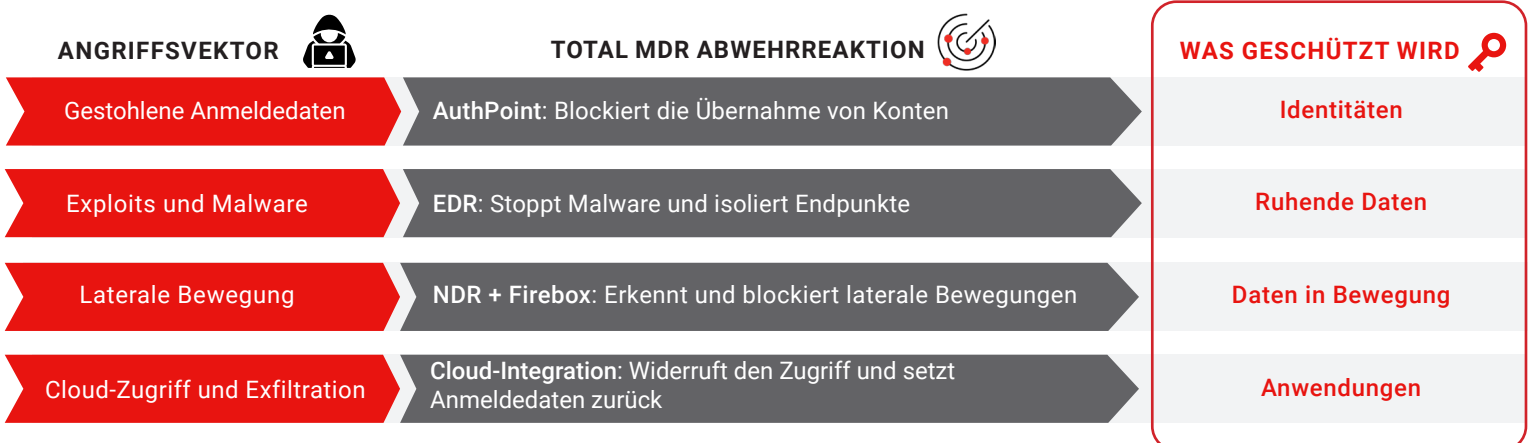 ANGRIFFSVEKTOR
TOTAL MDR ABWEHRREAKTION
WAS GESCHÜTZT WIRD
Gestohlene Anmeldedaten
AuthPoint: Blockiert die Übernahme von Konten
Identitäten
Exploits und Malware
EDR: Stoppt Malware und isoliert Endpunkte
Ruhende Daten
Laterale Bewegung
NDR + Firebox: Erkennt und blockiert laterale Bewegungen
Daten in Bewegung
Cloud-Zugriff und Exfiltration
Cloud-Integration: Widerruft den Zugriff und setzt
Anmeldedaten zurück
Anwendungen